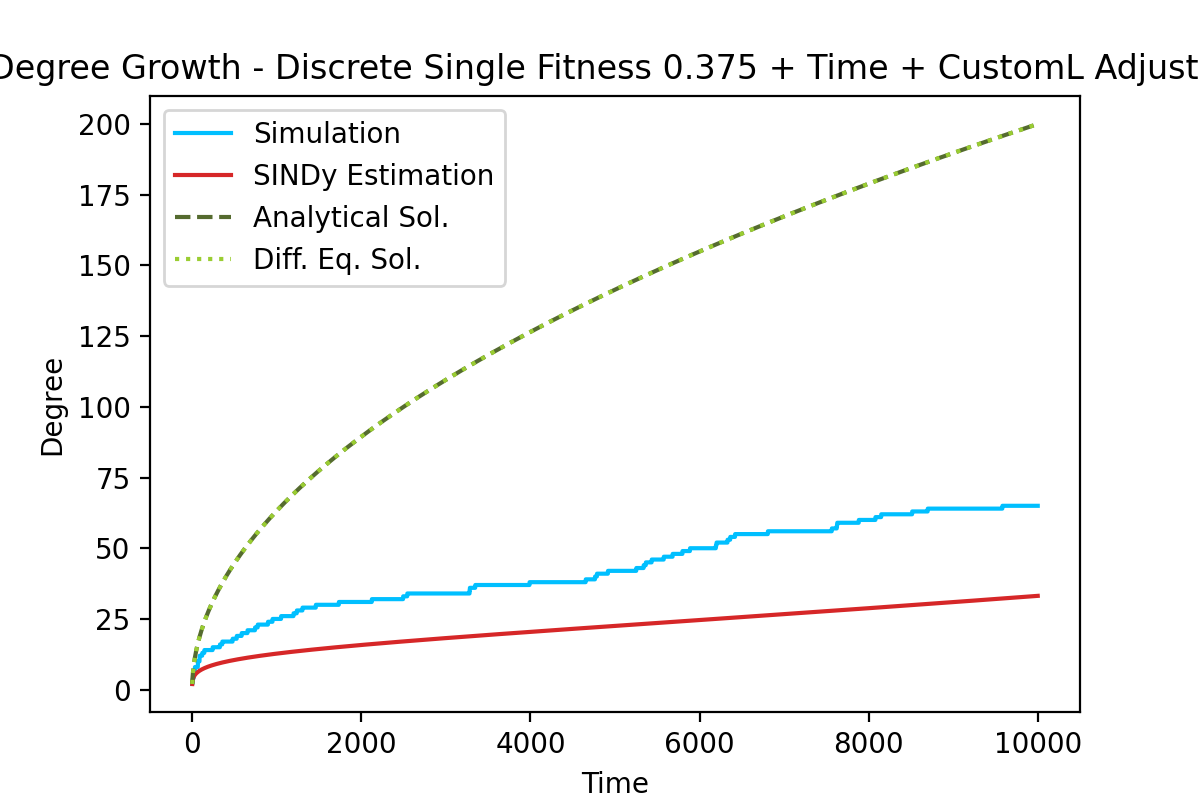 Degree Growth - Discrete Single Fitness 0.375 + Time + CustomL Adjust
Simulation
SINDy Estimation
Analytical Sol.
Diff. Eq. Sol.
Degree
200
175
150
125
100
75
50
25
0
0 2000 4000 6000 8000 10000
Time